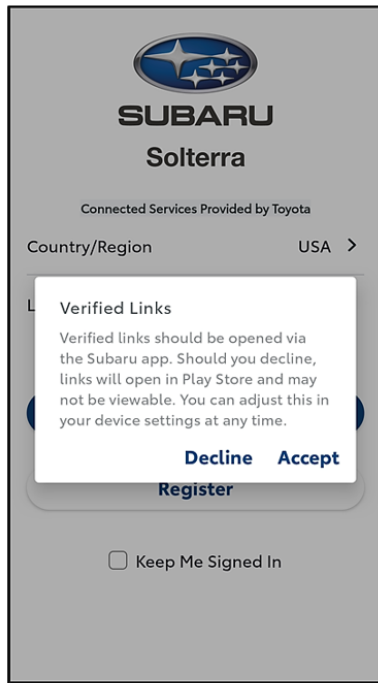 SUBARU
Solterra
Connected Services Provided by Toyota
Country/Region USA
L
Verified Links
Verified links should be opened via
the Subaru app. Should you decline,
links will open in Play Store and may
not be viewable. You can adjust this in
your device settings at any time.
Decline Accept
Register
Keep Me Signed In